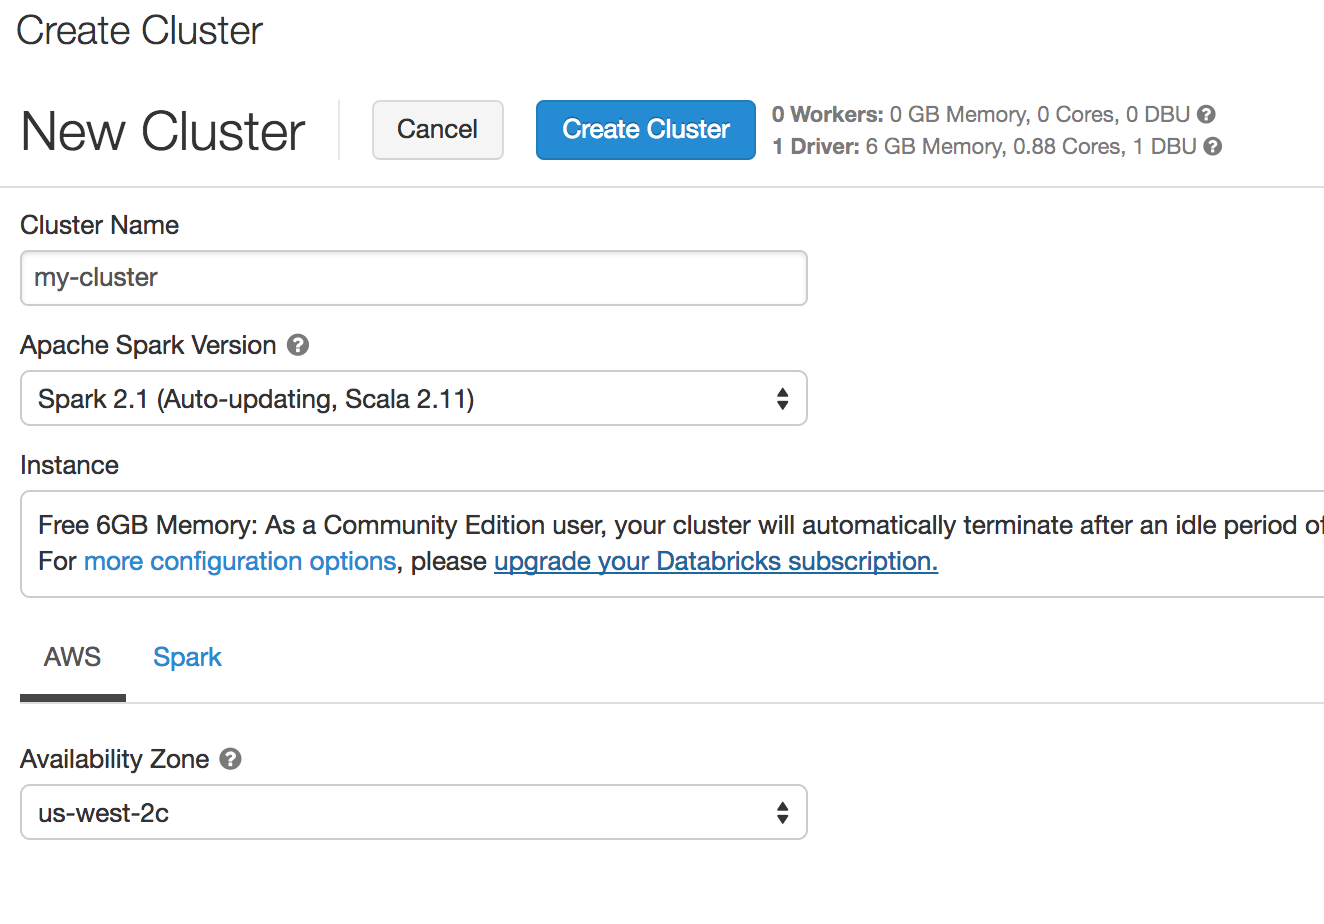 Create Cluster
New Cluster
Cancel
Create Cluster
0 Workers: 0 GB Memory, 0 Cores, 0 DBU ?
1 Driver: 6 GB Memory, 0.88 Cores, 1 DBU ?
Cluster Name
my-cluster
Apache Spark Version ?
Spark 2.1 (Auto-updating, Scala 2.11)
Instance
Free 6GB Memory: As a Community Edition user, your cluster will automatically terminate after an idle period of
For more configuration options, please upgrade your Databricks subscription.
AWS
Spark
Availability Zone ?
us-west-2c